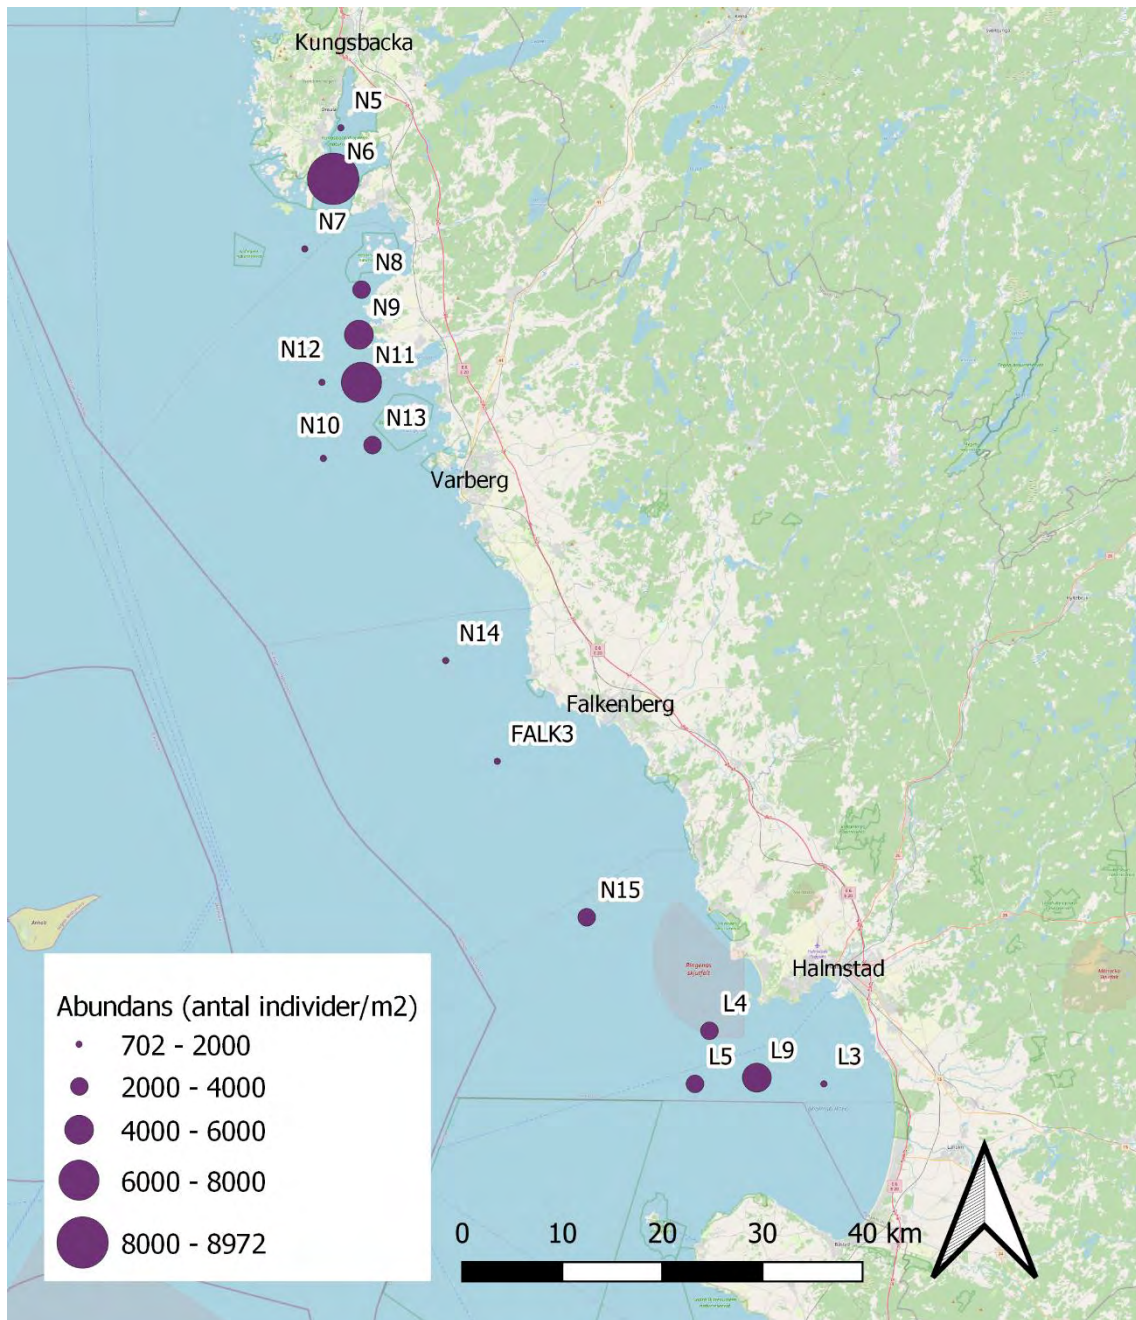 Kungsbacka
N5
N6
N7
N8
N9
N12
N11
N10
N13
Varberg
N14
Falkenberg
FALK3
N15
Halmstad
L4
L5
L9
L3
Abundans (antal individer/m2)
702 - 2000
2000 - 4000
4000 - 6000
6000 - 8000
8000 - 8972
0 10 20 30 40 km